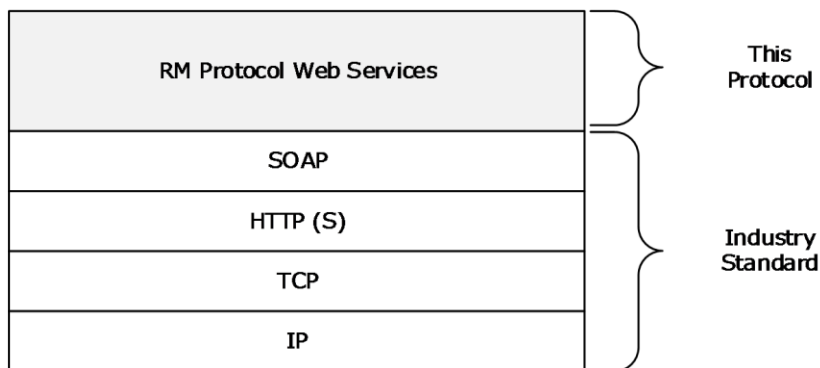 RM Protocol Web Services
This
Protocol
SOAP
HTTP (S)
TCP
IP
Industry
Standard